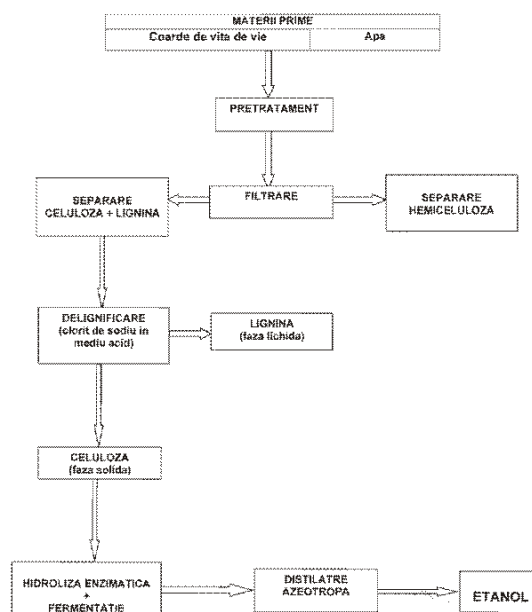 MATERII PRIME
Coarde de vita de vie
Apa
PRETRATAMENT
FILTRARE
SEPARARE
CELULOZA + LIGNINA
SEPARARE
HEMICELULOZA
DELIGNIFICARE
(clorit de sodiu in
mediu acid)
LIGNINA
(faza lichida)
CELULOZA
(faza solida)
HIDROLIZA ENZIMATICA
+
FERMENTATIE
DISTILATRE
AZEOTROPA
ETANOL